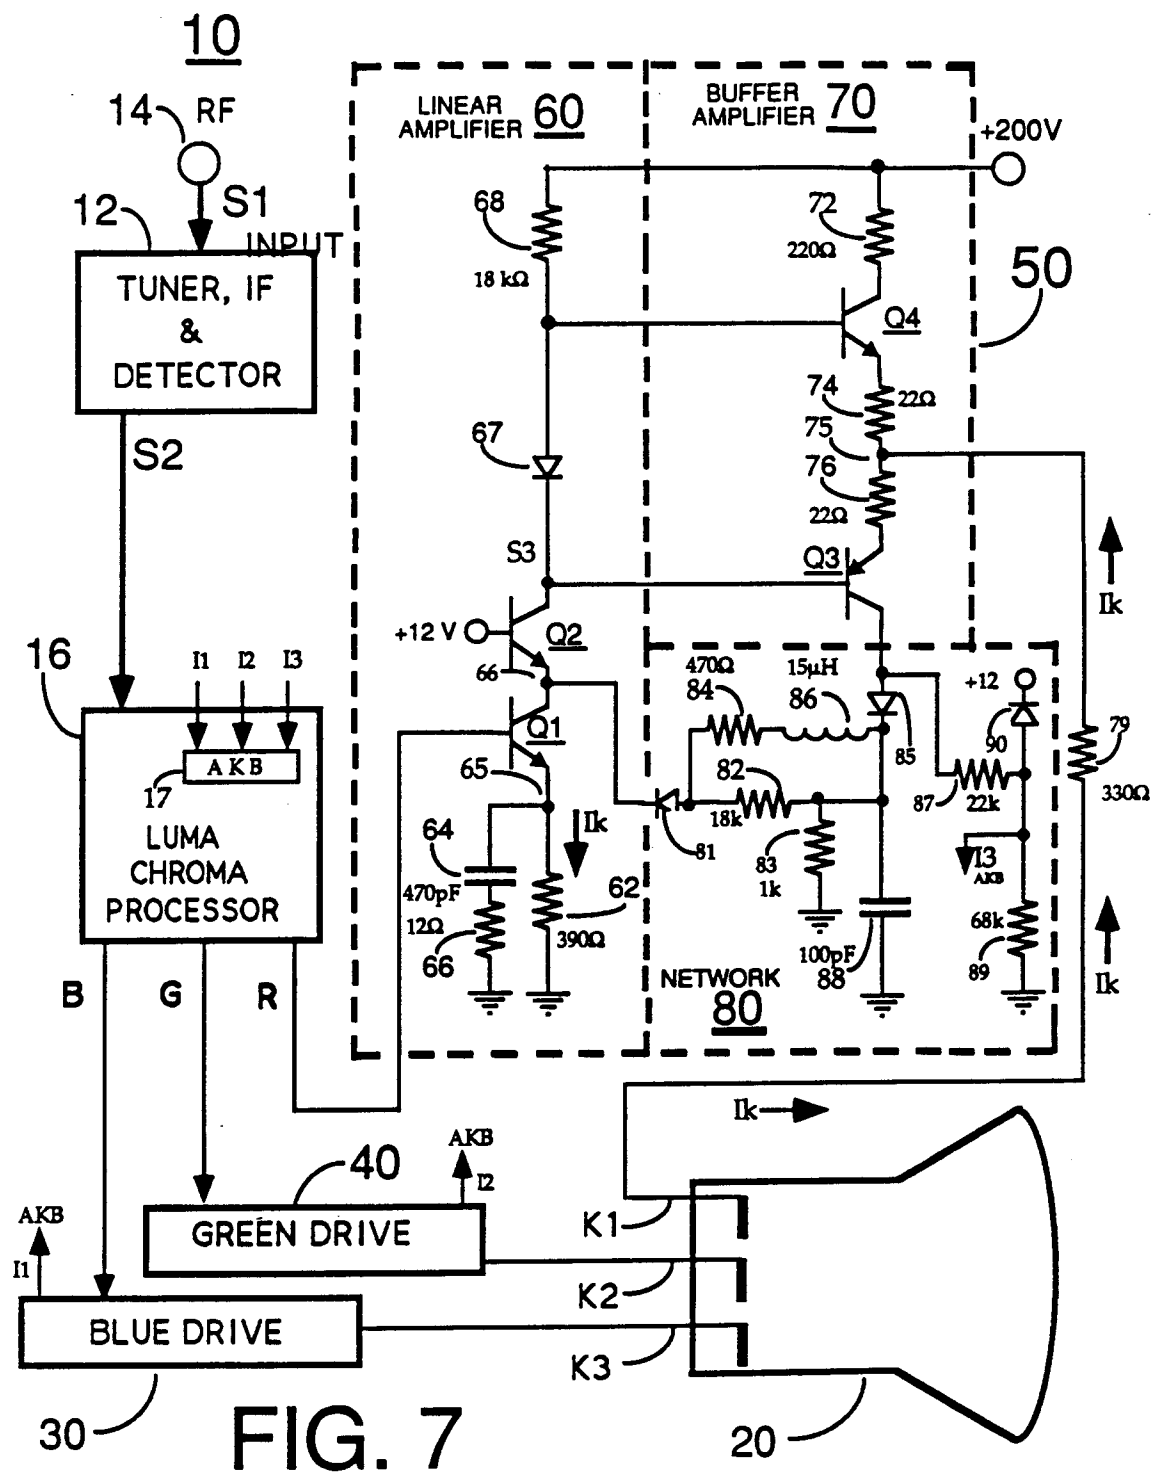 10
14 RF
12
S1
INPUT
TUNER, IF
&
DETECTOR
S2
LINEAR
AMPLIFIER 60
BUFFER
AMPLIFIER 70
+200V
68
18 kΩ
72
220Ω
50
Q4
74
22Ω
75
76
22Ω
67
S3
Q3
+12 V
Q2
66
Q1
65
Ik
64
470pF
12Ω
66
62
390Ω
16
I1 I2 I3
AKB
17
LUMA
CHROMA
PROCESSOR
B G R
470Ω
84
15µH
86
85
+12
90
82
18k
81
83
1k
87
22k
I3
AKB
100pF
88
68k
89
NETWORK
80
79
330Ω
Ik
Ik
Ik
AKB
I2
40
GREEN DRIVE
AKB
I1
BLUE DRIVE
30
K1
K2
K3
20
FIG. 7